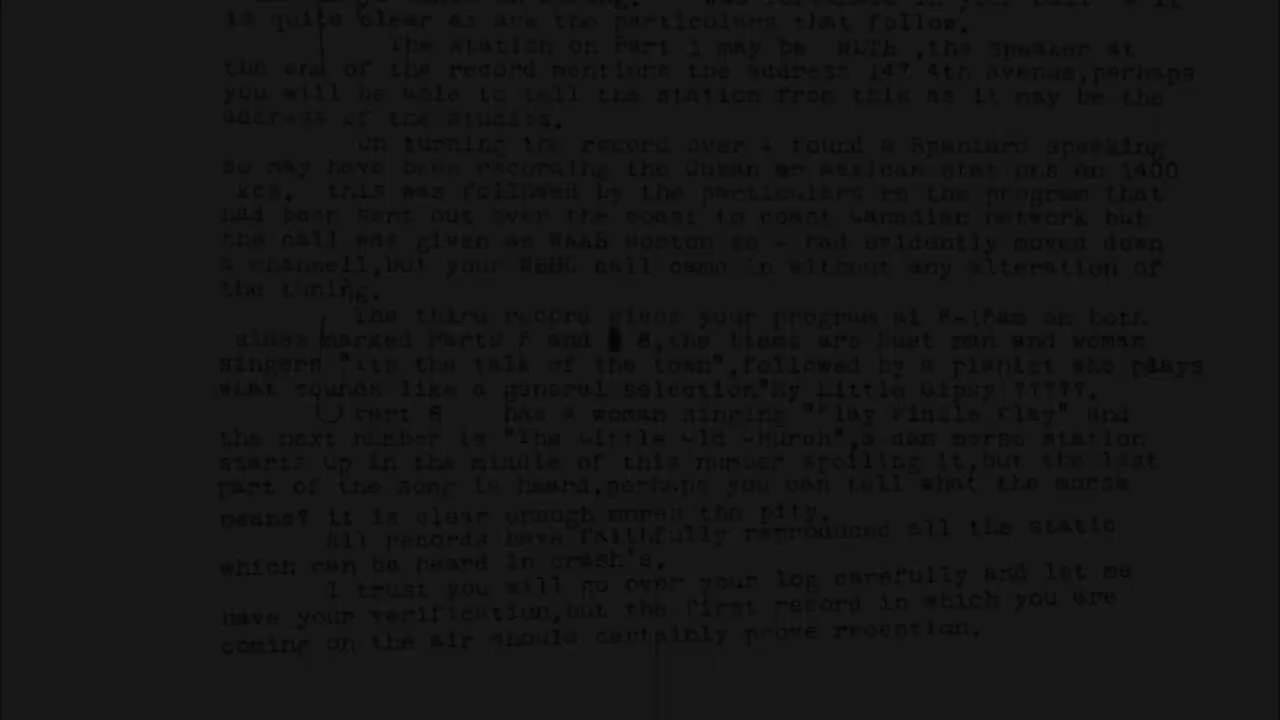 is quite clear as are the particulars that follow.
The station on Part 1 may be WLTH ,the speaker at
the end of the record mentions the address 147 4th avenue,perhaps
you will be able to tell the station from this as it may be the
address of the studios.
On turning the record over I found a Spaniard speaking
so may have been recording the Cuban or Mexican stations on 1400
kcs. this was followed by the particulars re the program that
had been sent out over the coast to coast Canadian network but
the call was given as WAAB Boston so I had evidently moved down
a channell,but your call came in without any alteration of
the tuning.
The third record gives your program at on both
sides marked Parts 5 and 6,the items are Duet man and woman
singers "Its the talk of the town",followed by a pianist who plays
what sounds like a general selection"My Little Gipsy ?????.
Part 6 has a woman singing "Play Fiddle Play" and
the next number is "The Little Old Church",a dam morse station
starts up in the middle of this number spoiling it,but the last
part of the song is heard,perhaps you can tell what the morse
means? it is clear enough mores the pity.
All records have faithfully reproduced all the static
which can be heard in crash's.
I trust you will go over your log carefully and let me
have your verification,but the first record in which you are
coming on the air should certainly prove reception.